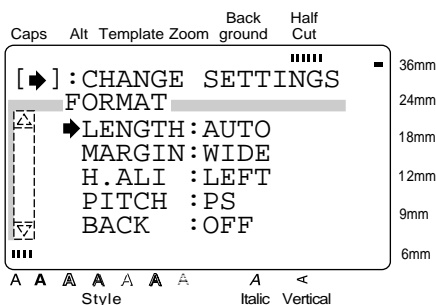 Back Half
Caps Alt Template Zoom ground Cut
[➡]:CHANGE SETTINGS
FORMAT
➡LENGTH:AUTO
MARGIN:WIDE
H.ALI :LEFT
PITCH :PS
BACK :OFF
36mm
24mm
18mm
12mm
9mm
6mm
A A A A A A A A A
Style Italic Vertical